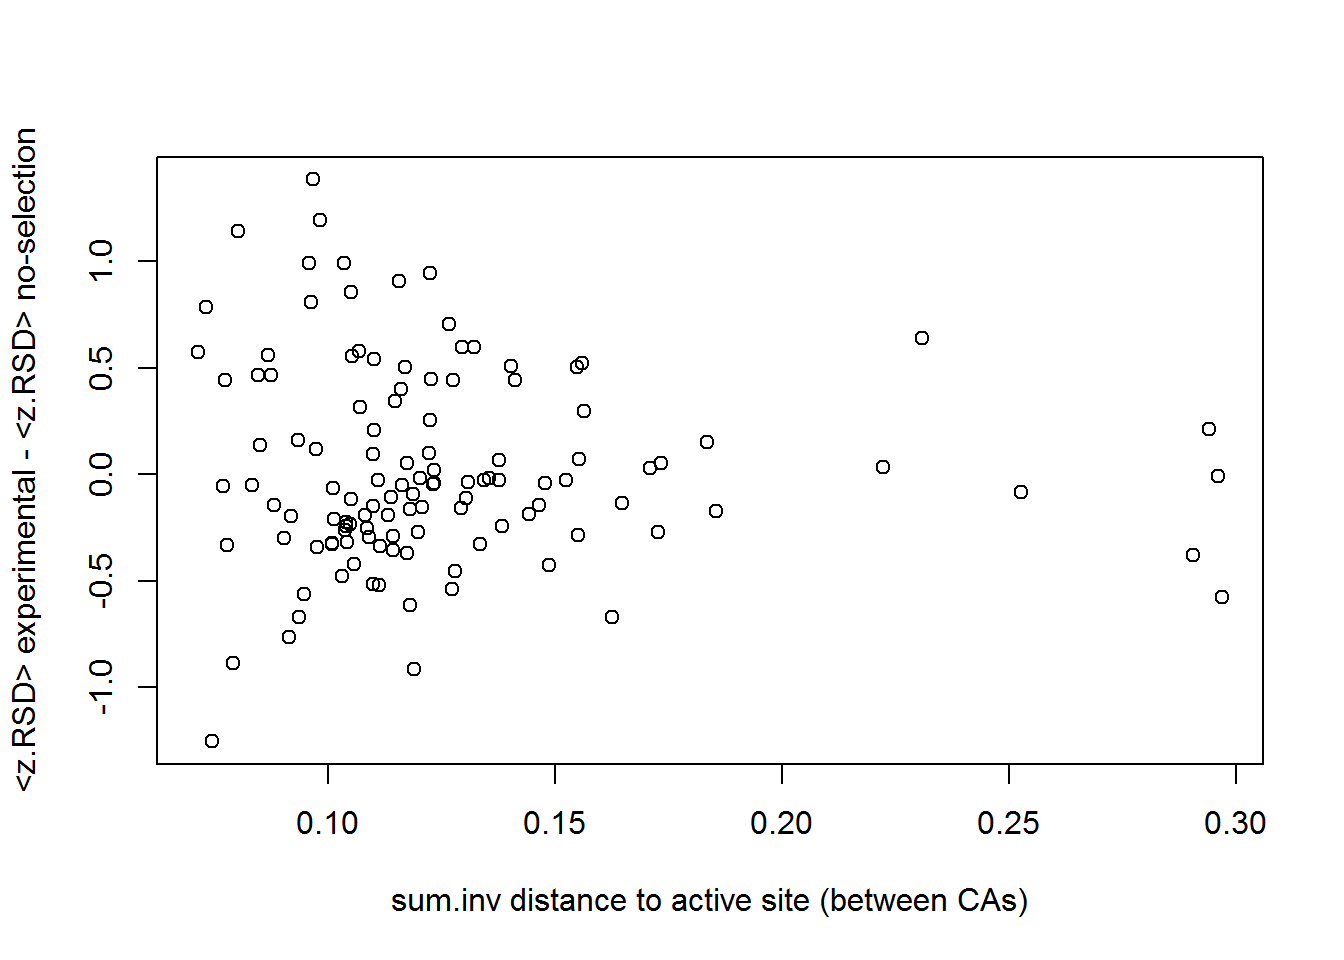 <z.RSD> experimental - <z.RSD> no-selection
1.0
0.5
0.0
-0.5
-1.0
0.10 0.15 0.20 0.25 0.30
sum.inv distance to active site (between CAs)